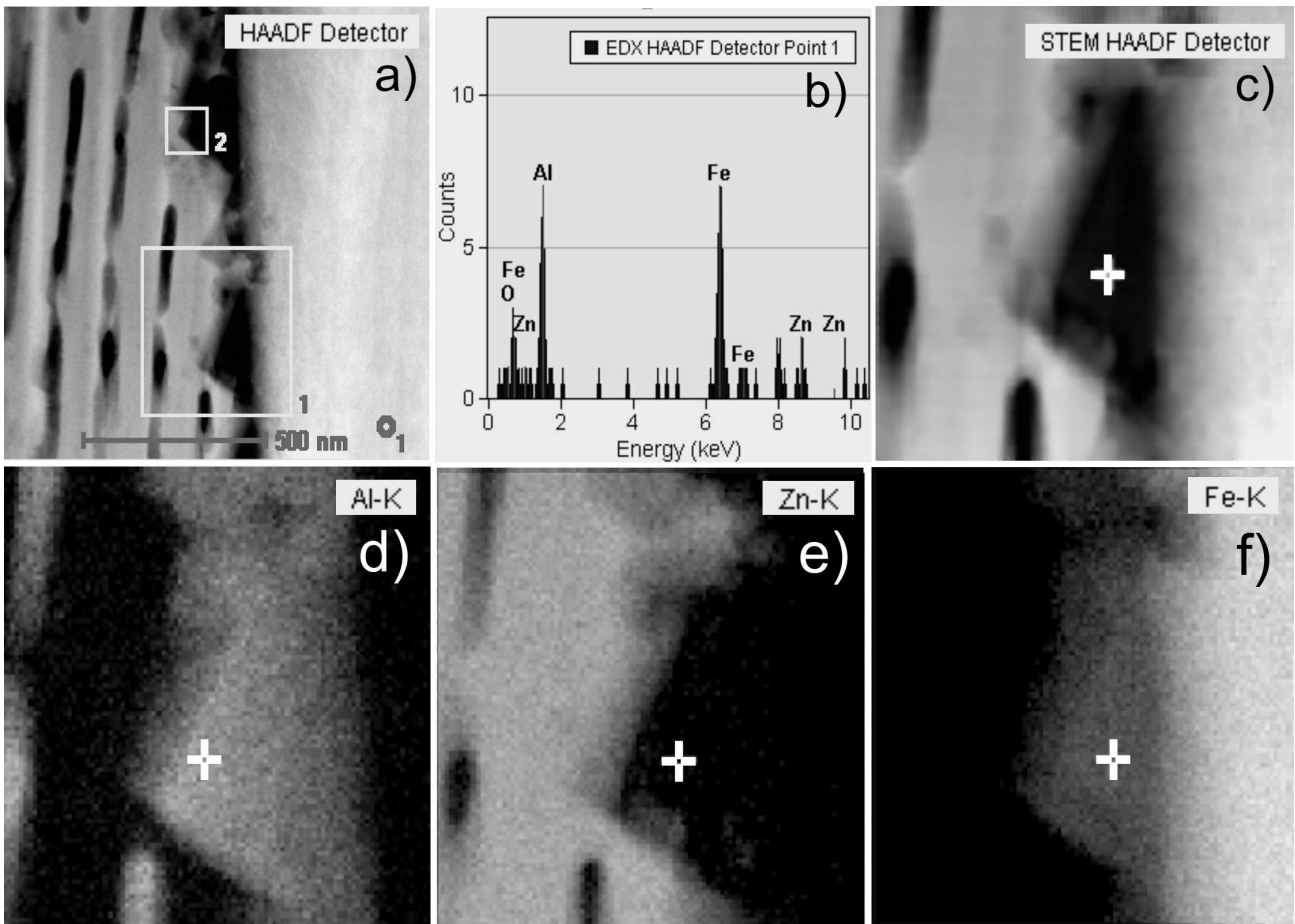 HAADF Detector
a)
2
1
500 nm
1
EDX HAADF Detector Point 1
b)
10
5
0
Counts
Al
Fe
Fe
O
Zn
Fe
Zn
Zn
0
2
4
6
8
10
Energy (keV)
STEM HAADF Detector
c)
Al-K
d)
Zn-K
e)
Fe-K
f)